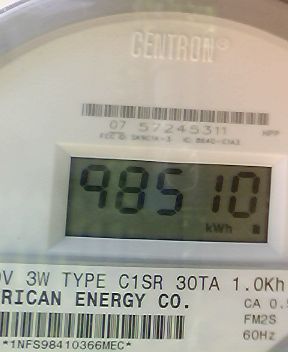 CENTRON®
07 57245311 NPP
98510
kWh
V 3W TYPE C1SR 30TA 1.0Kh
RICAN ENERGY CO. CA 0.5
FM2S
60Hz
*1NFS98410366MEC*